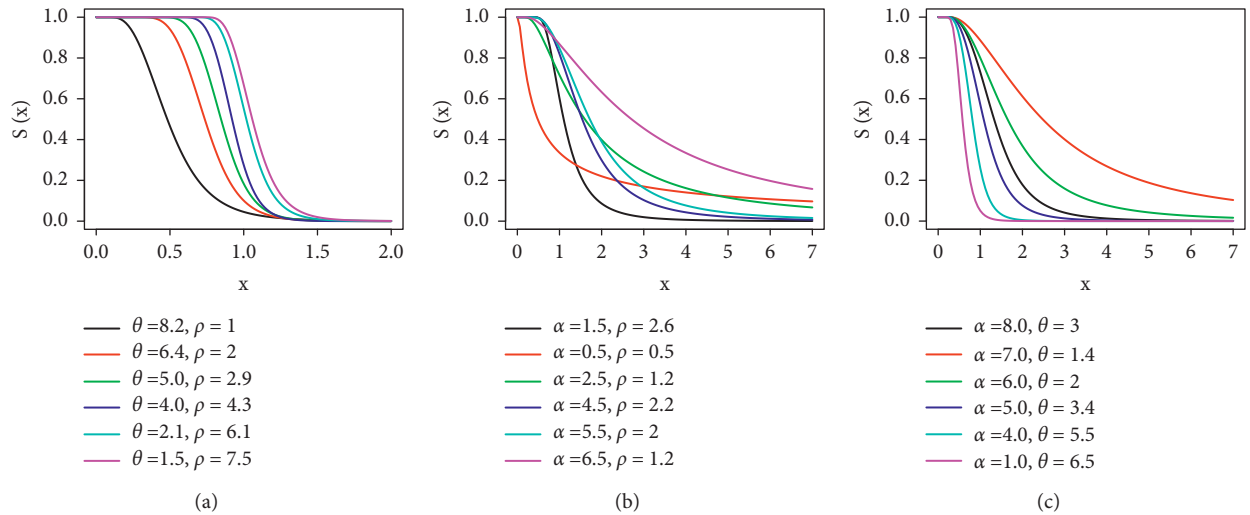 1.0
0.8
0.6
0.4
0.2
0.0
S (x)
0.0 0.5 1.0 1.5 2.0
x
θ =8.2, ρ = 1
θ =6.4, ρ = 2
θ =5.0, ρ = 2.9
θ =4.0, ρ = 4.3
θ =2.1, ρ = 6.1
θ =1.5, ρ = 7.5
(a)
1.0
0.8
0.6
0.4
0.2
0.0
S (x)
0 1 2 3 4 5 6 7
x
α =1.5, ρ = 2.6
α =0.5, ρ = 0.5
α =2.5, ρ = 1.2
α =4.5, ρ = 2.2
α =5.5, ρ = 2
α =6.5, ρ = 1.2
(b)
1.0
0.8
0.6
0.4
0.2
0.0
S (x)
0 1 2 3 4 5 6 7
x
α =8.0, θ = 3
α =7.0, θ = 1.4
α =6.0, θ = 2
α =5.0, θ = 3.4
α =4.0, θ = 5.5
α =1.0, θ = 6.5
(c)